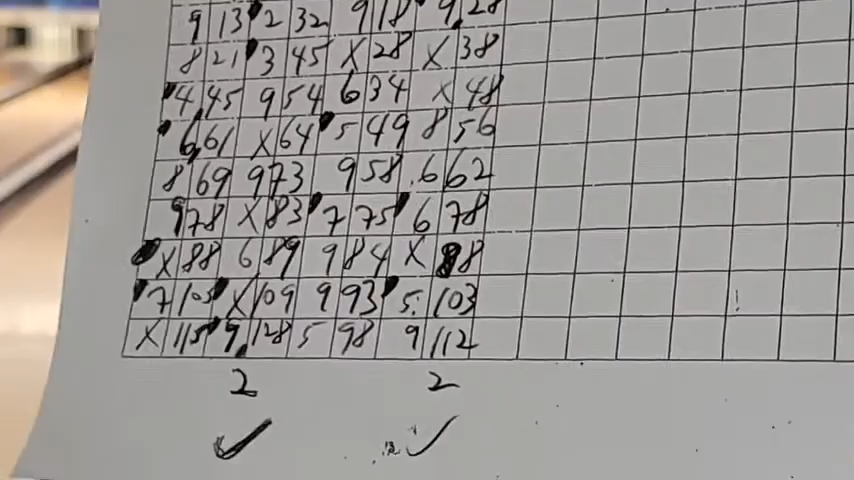 9 13 2 32 9 18 9 28
8 21 3 45 X 28 X 38
4 45 9 54 6 34 X 48
6 61 X 64 5 49 8 56
8 69 9 73 9 58 6 62
9 78 X 83 7 75 6 78
X 88 6 89 9 84 X 88
7 105 X 109 9 93 5 103
X 115 9 128 5 98 9 112
2 2